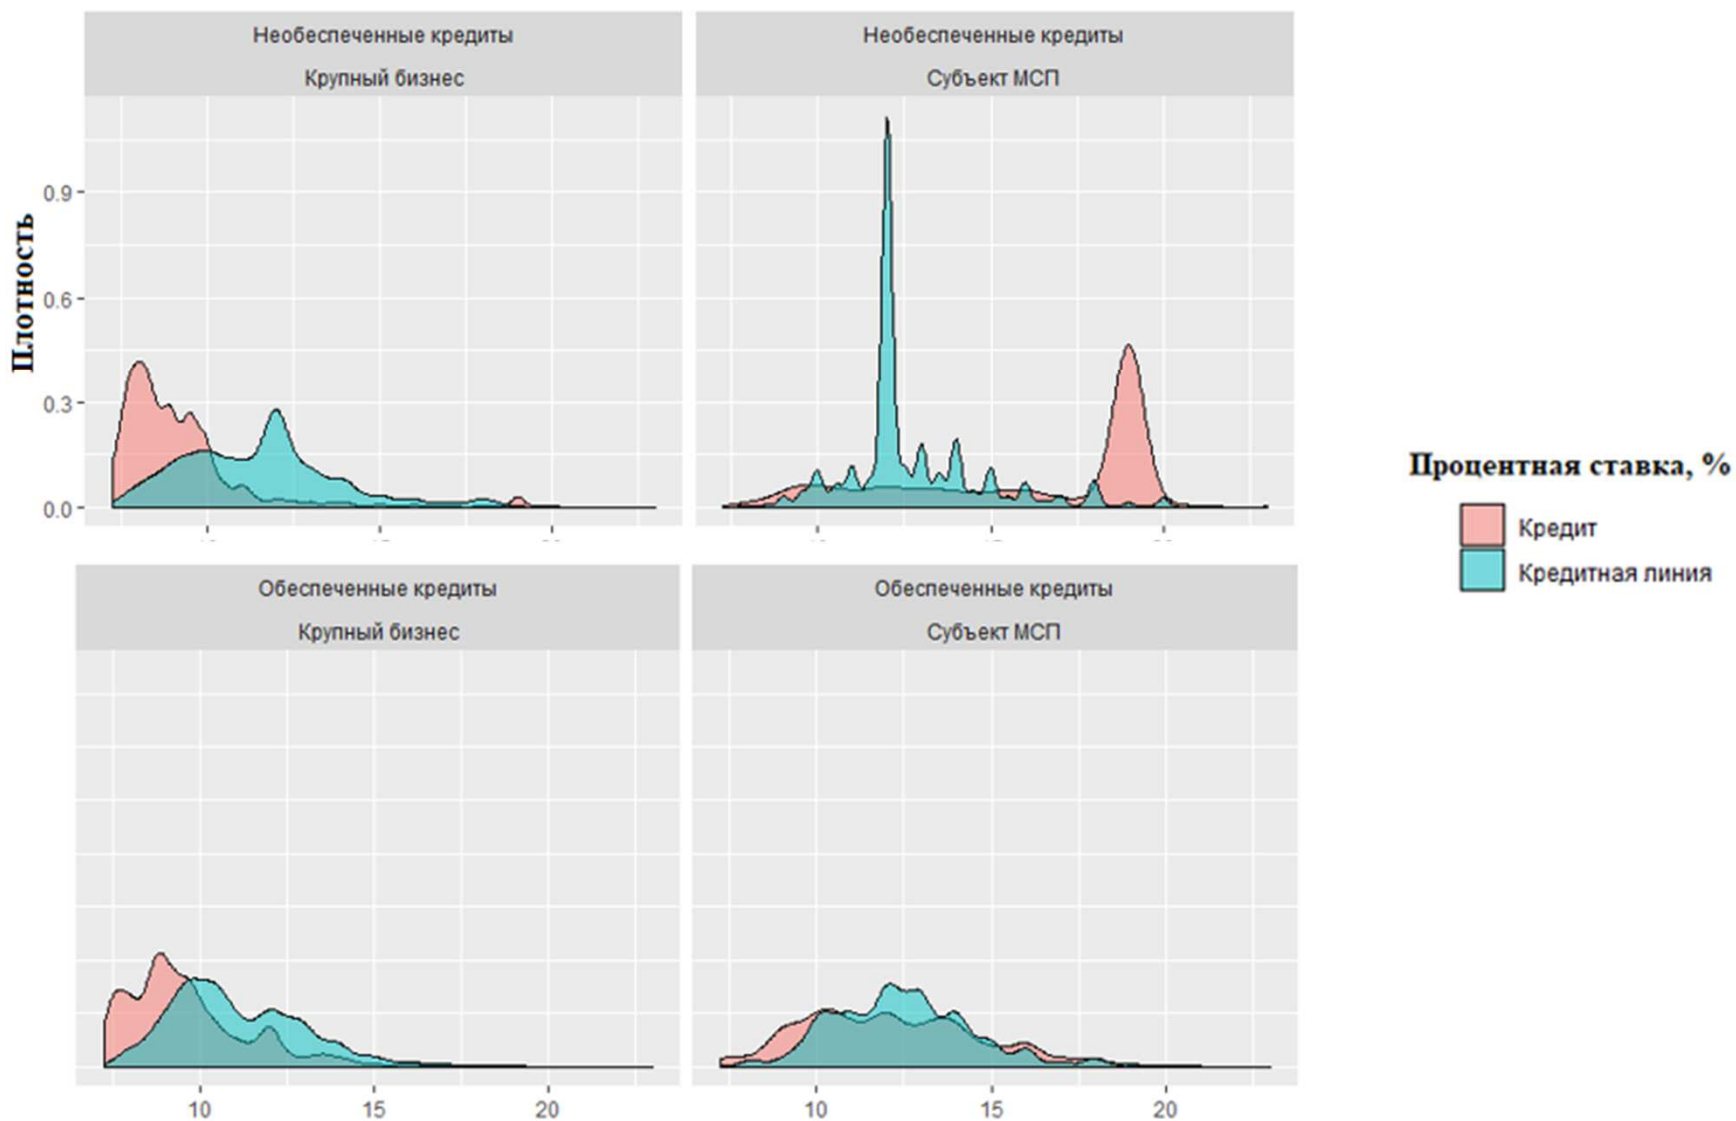 Необеспеченные кредиты
Крупный бизнес
Необеспеченные кредиты
Субъект МСП
Плотность
0.9
0.6
0.3
0.0
Процентная ставка, %
Кредит
Кредитная линия
Обеспеченные кредиты
Крупный бизнес
Обеспеченные кредиты
Субъект МСП
10 15 20
10 15 20